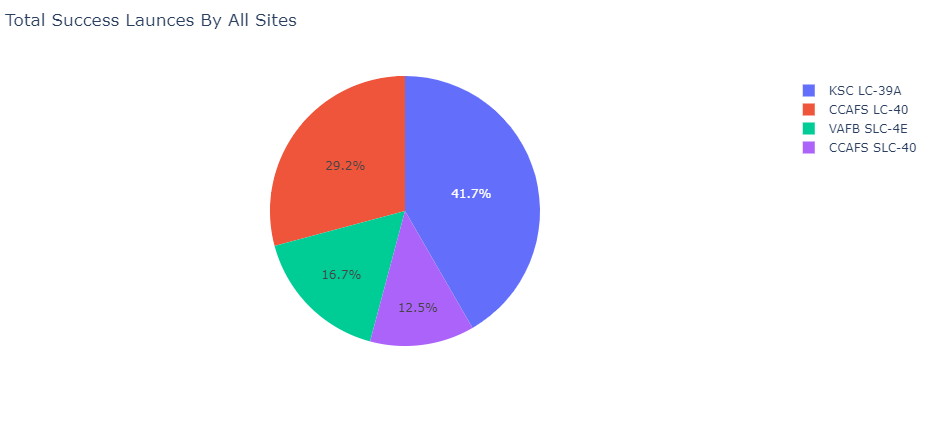 Total Success Launces By All Sites
KSC LC-39A
CCAFS LC-40
VAFB SLC-4E
CCAFS SLC-40
29.2%
41.7%
16.7%
12.5%